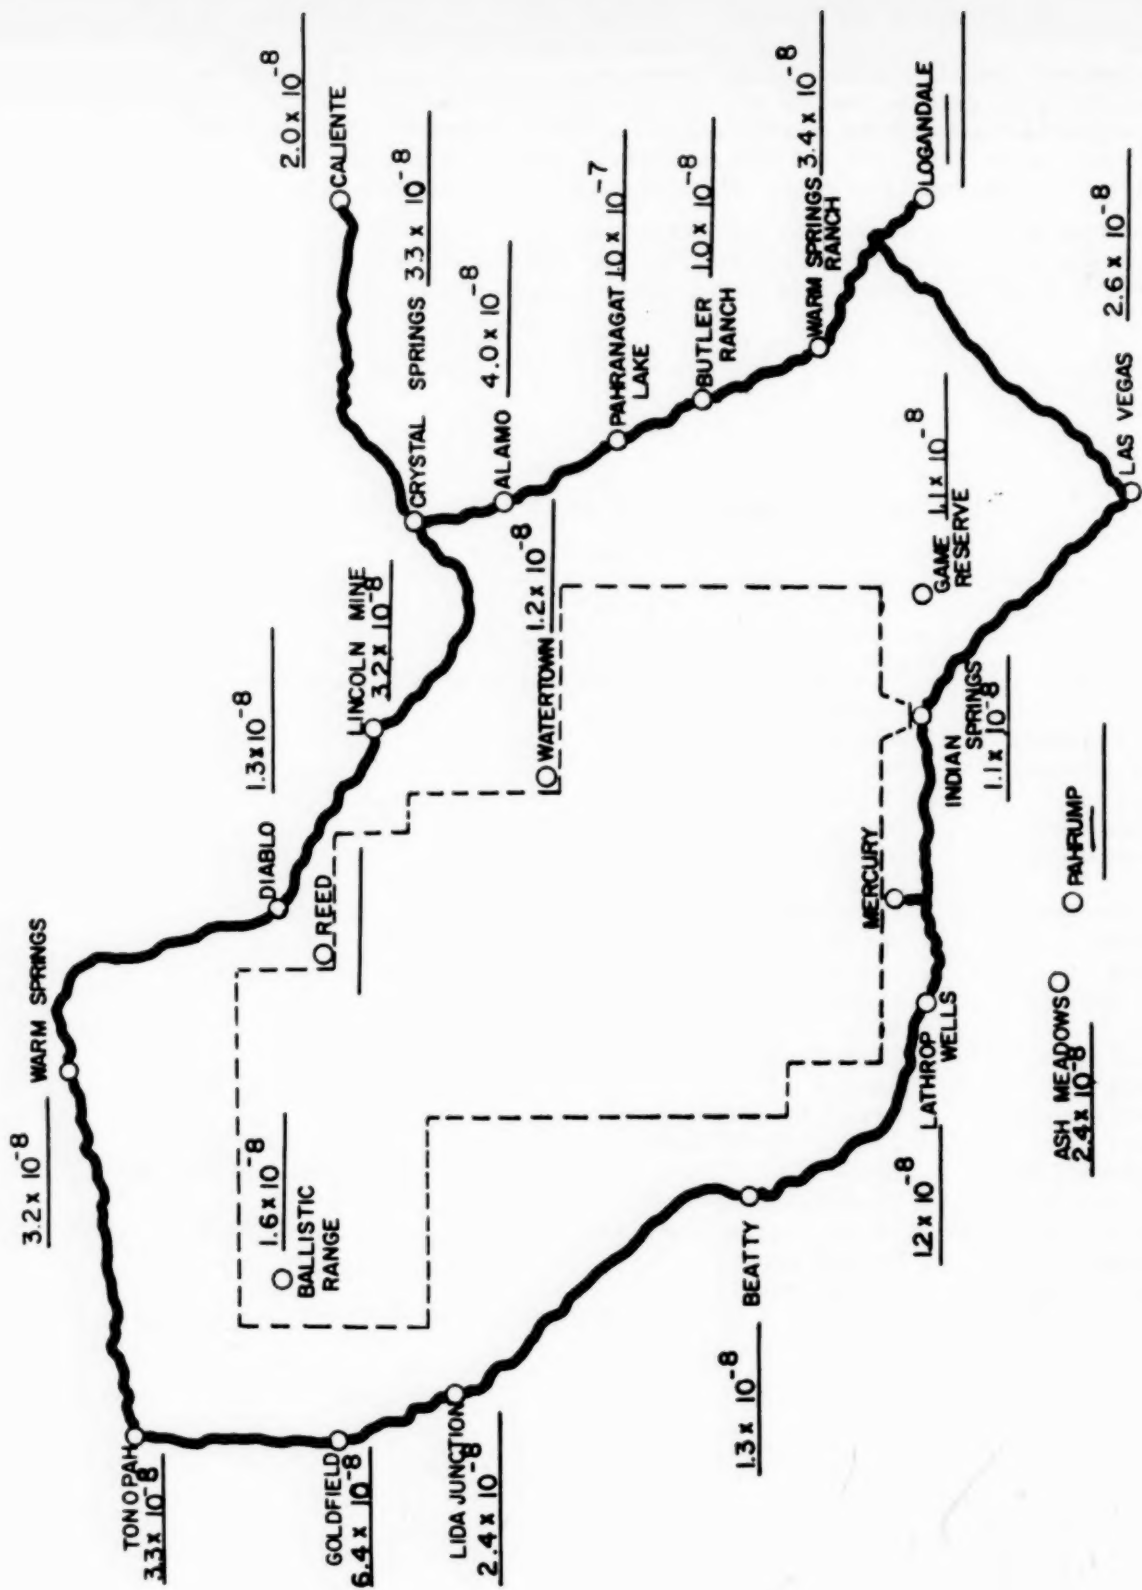 WARM SPRINGS
3.2 x 10-8
TONOPAH
3.3 x 10-8
DIABLO
1.3 x 10-8
REED
1.6 x 10-8
BALLISTIC
RANGE
GOLDFIELD
6.4 x 10-8
LIDA JUNCTION
2.4 x 10-8
LINCOLN MINE
3.2 x 10-8
CALIENTE
2.0 x 10-8
CRYSTAL SPRINGS 3.3 x 10-8
ALAMO 4.0 x 10-8
WATERTOWN 1.2 x 10-8
PAHRANAGAT 1.0 x 10-7
LAKE
BUTLER 1.0 x 10-8
RANCH
WARM SPRINGS 3.4 x 10-8
RANCH
LOGANDALE
BEATTY
1.3 x 10-8
LATHROP
WELLS
1.2 x 10-8
MERCURY
INDIAN
SPRINGS
1.1 x 10-8
GAME 1.1 x 10-8
RESERVE
ASH MEADOWS
2.4 x 10-8
PAHRUMP
LAS VEGAS 2.6 x 10-8